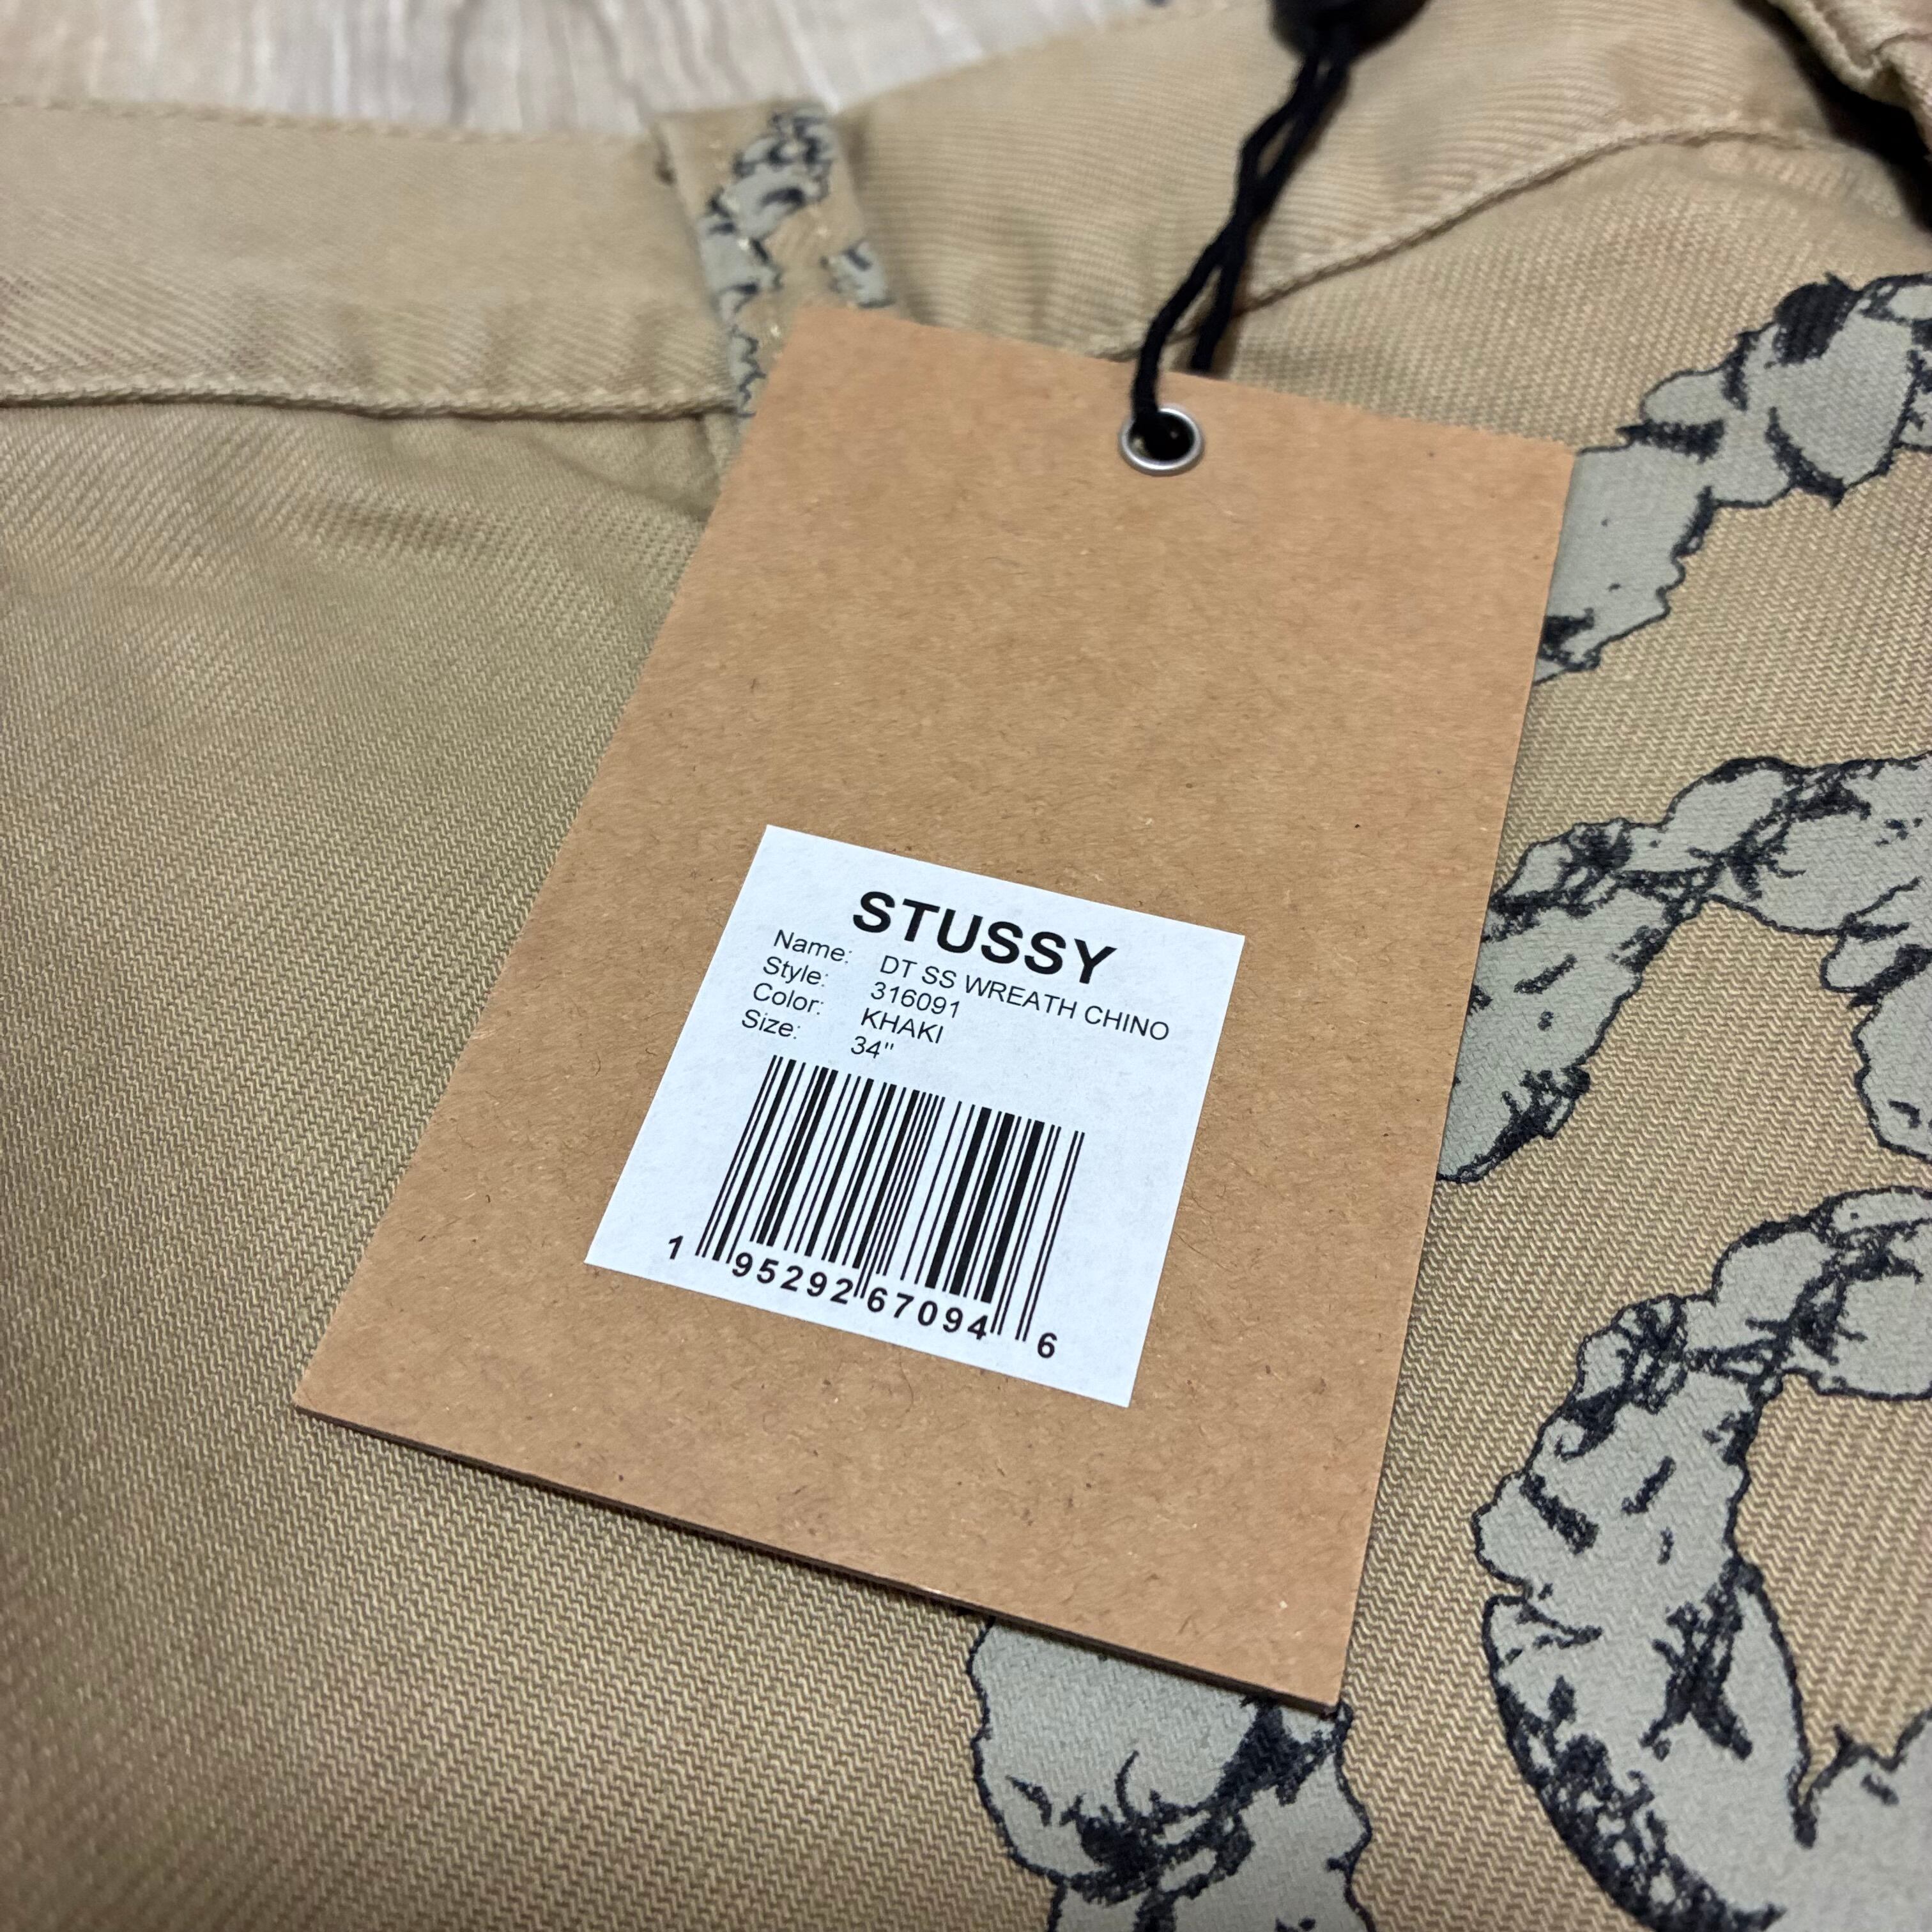 STUSSY
Name: DT SS WREATH CHINO
Style: 316091
Color: KHAKI
Size: 34"
1 95292 67094 6